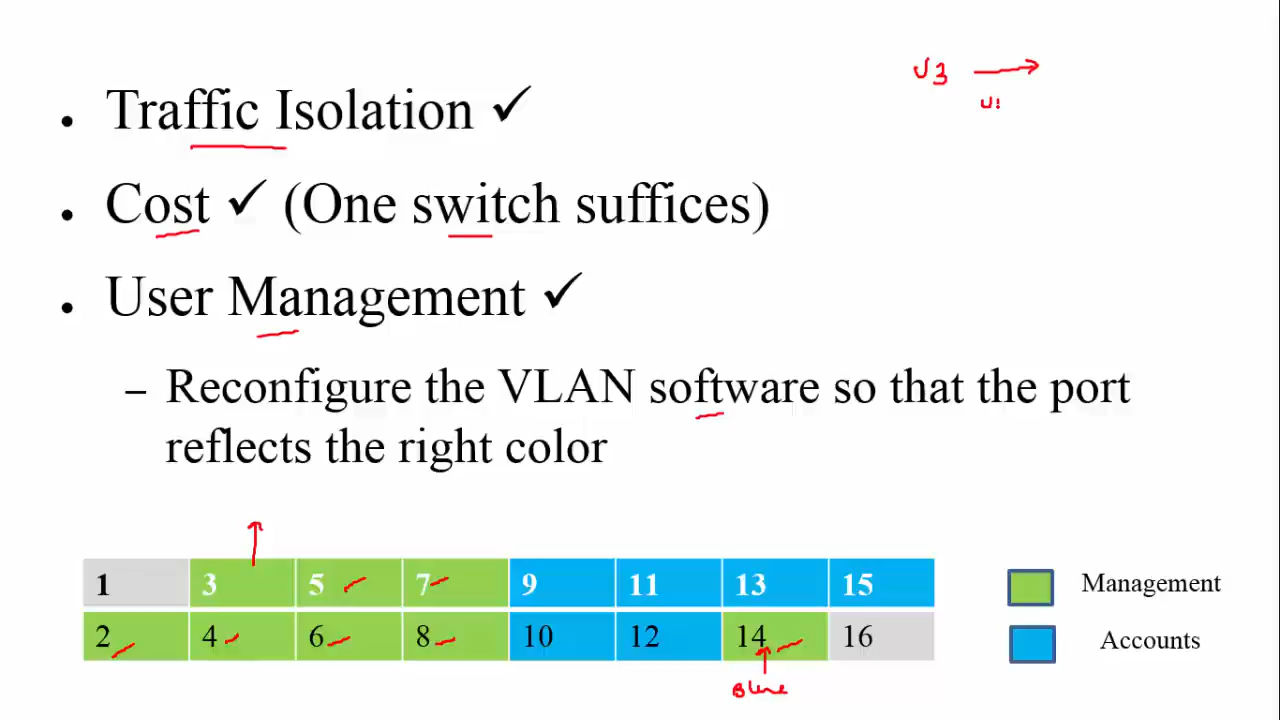 U3
U1
• Traffic Isolation ✓
• Cost ✓ (One switch suffices)
• User Management ✓
– Reconfigure the VLAN software so that the port
reflects the right color
1 3 5 7 9 11 13 15
2 4 6 8 10 12 14 16
Management
Accounts
Blue